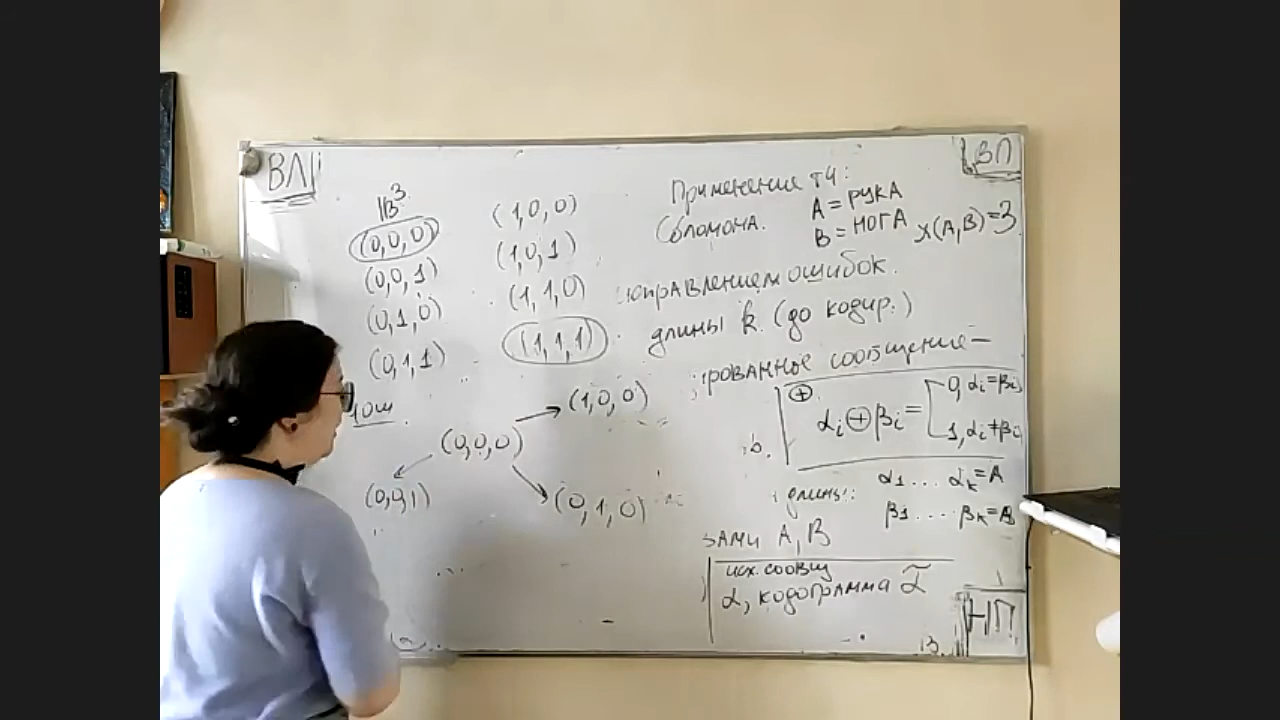 ВЛ
ВП
𝔹³
(0,0,0)
(0,0,1)
(0,1,0)
(0,1,1)
(1,0,0)
(1,0,1)
(1,1,0)
(1,1,1)
1 ош
(0,0,0)
(1,0,0)
(0,0,1)
(0,1,0)
Применение т4:
A = РУКА
B = НОГА
χ(A,B)=3
исправлением ошибок.
длины k. (до кодир.)
ированное сообщение –
⊕
αi ⊕ βi = 0, αi=βi
1, αi≠βi
ь.
длины:
α1 .... αk = A
β1 .... βk = B
A, B
исх. сообщ
α, кодограмма α̃
НП